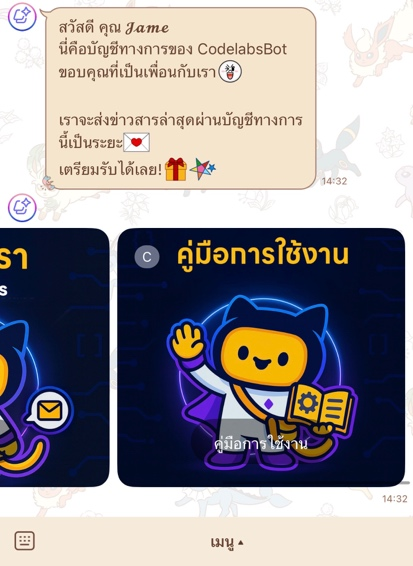 สวัสดี คุณ 𝓙𝓪𝓶𝓮
นี่คือบัญชีทางการของ CodelabsBot
ขอบคุณที่เป็นเพื่อนกับเรา
เราจะส่งข่าวสารล่าสุดผ่านบัญชีทางการ
นี้เป็นระยะ
เตรียมรับได้เลย!
14:32
รา
s
C
คู่มือการใช้งาน
คู่มือการใช้งาน
14:32
เมนู